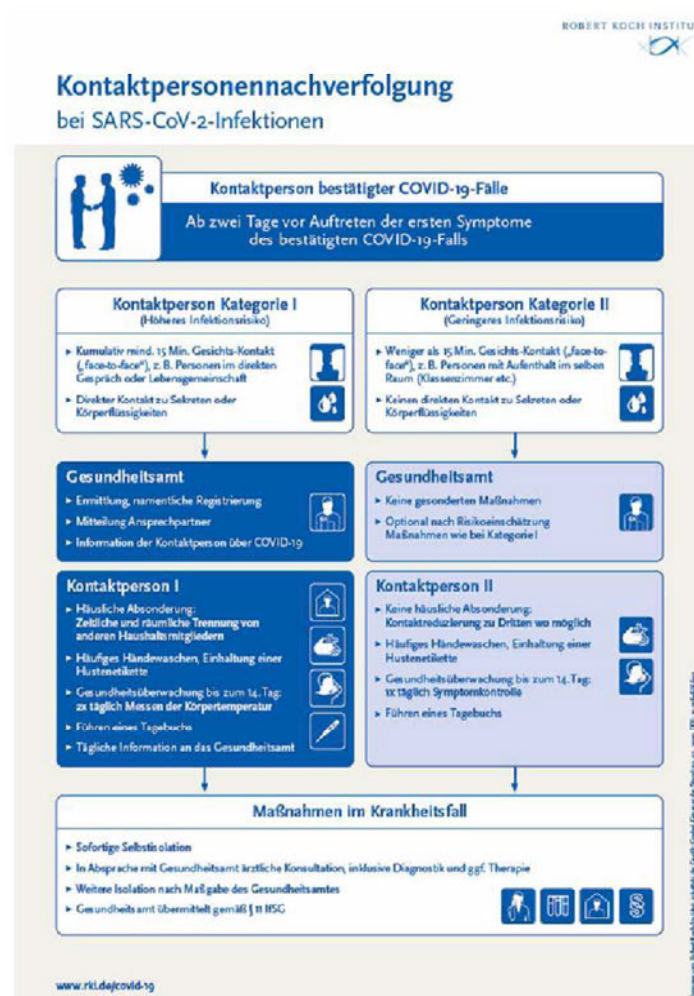 ROBERT KOCH INSTITU
Kontaktpersonennachverfolgung
bei SARS-CoV-2-Infektionen
Kontaktperson bestätigter COVID-19-Fälle
Ab zwei Tage vor Auftreten der ersten Symptome
des bestätigten COVID-19-Falls
Kontaktperson Kategorie I
(Höheres Infektionsrisiko)
▸ Kumulativ mind. 15 Min. Gesichts-Kontakt
(„face-to-face“), z. B. Personen im direkten
Gespräch oder Lebensgemeinschaft
▸ Direkter Kontakt zu Sekreten oder
Körperflüssigkeiten
Kontaktperson Kategorie II
(Geringeres Infektionsrisiko)
▸ Weniger als 15 Min. Gesichts-Kontakt („face-to-
face“), z. B. Personen mit Aufenthalt im selben
Raum (Klassenzimmer etc.)
▸ Keinen direkten Kontakt zu Sekreten oder
Körperflüssigkeiten
Gesundheitsamt
▸ Ermittlung, namentliche Registrierung
▸ Mitteilung Ansprechpartner
▸ Information der Kontaktperson über COVID-19
Gesundheitsamt
▸ Keine gesonderten Maßnahmen
▸ Optional nach Risikoeinschätzung
Maßnahmen wie bei Kategorie I
Kontaktperson I
▸ Häusliche Absonderung:
Zeitliche und räumliche Trennung von
anderen Haushaltsmitgliedern
▸ Häufiges Händewaschen, Einhaltung einer
Hustenetikette
▸ Gesundheitsüberwachung bis zum 14. Tag:
2x täglich Messen der Körpertemperatur
▸ Führen eines Tagebuchs
▸ Tägliche Information an das Gesundheitsamt
Kontaktperson II
▸ Keine häusliche Absonderung:
Kontaktreduzierung zu Dritten wo möglich
▸ Häufiges Händewaschen, Einhaltung einer
Hustenetikette
▸ Gesundheitsüberwachung bis zum 14. Tag:
1x täglich Symptomkontrolle
▸ Führen eines Tagebuchs
Maßnahmen im Krankheitsfall
▸ Sofortige Selbstisolation
▸ In Absprache mit Gesundheitsamt ärztliche Konsultation, inklusive Diagnostik und ggf. Therapie
▸ Weitere Isolation nach Maßgabe des Gesundheitsamtes
▸ Gesundheitsamt übermittelt gemäß § 11 IfSG
§
www.rki.de/covid-19